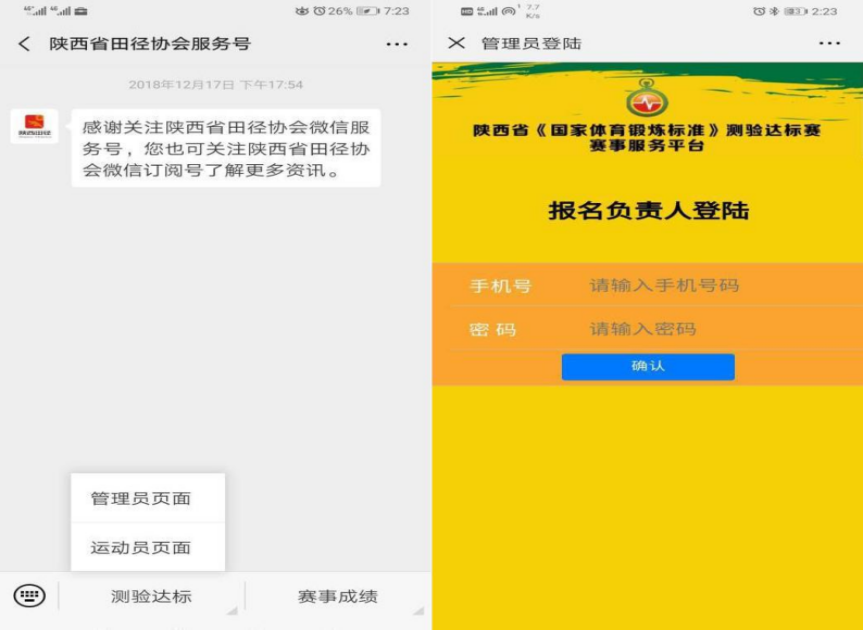 26% 7:23
陕西省田径协会服务号
2018年12月17日 下午17:54
感谢关注陕西省田径协会微信服
务号，您也可关注陕西省田径协
会微信订阅号了解更多资讯。
管理员页面
运动员页面
测验达标
赛事成绩
HD 7.7 K/s 2:23
管理员登陆
陕西省《国家体育锻炼标准》测验达标赛
赛事服务平台
报名负责人登陆
手机号 请输入手机号码
密 码 请输入密码
确认